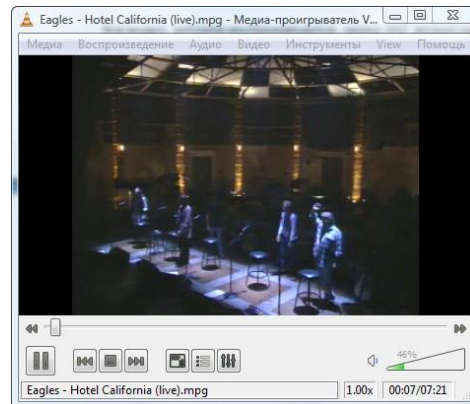 Eagles - Hotel California (live).mpg - Медиа-проигрыватель V...
Медиа Воспроизведение Аудио Видео Инструменты View Помощь
46%
Eagles - Hotel California (live).mpg 1.00x 00:07/07:21